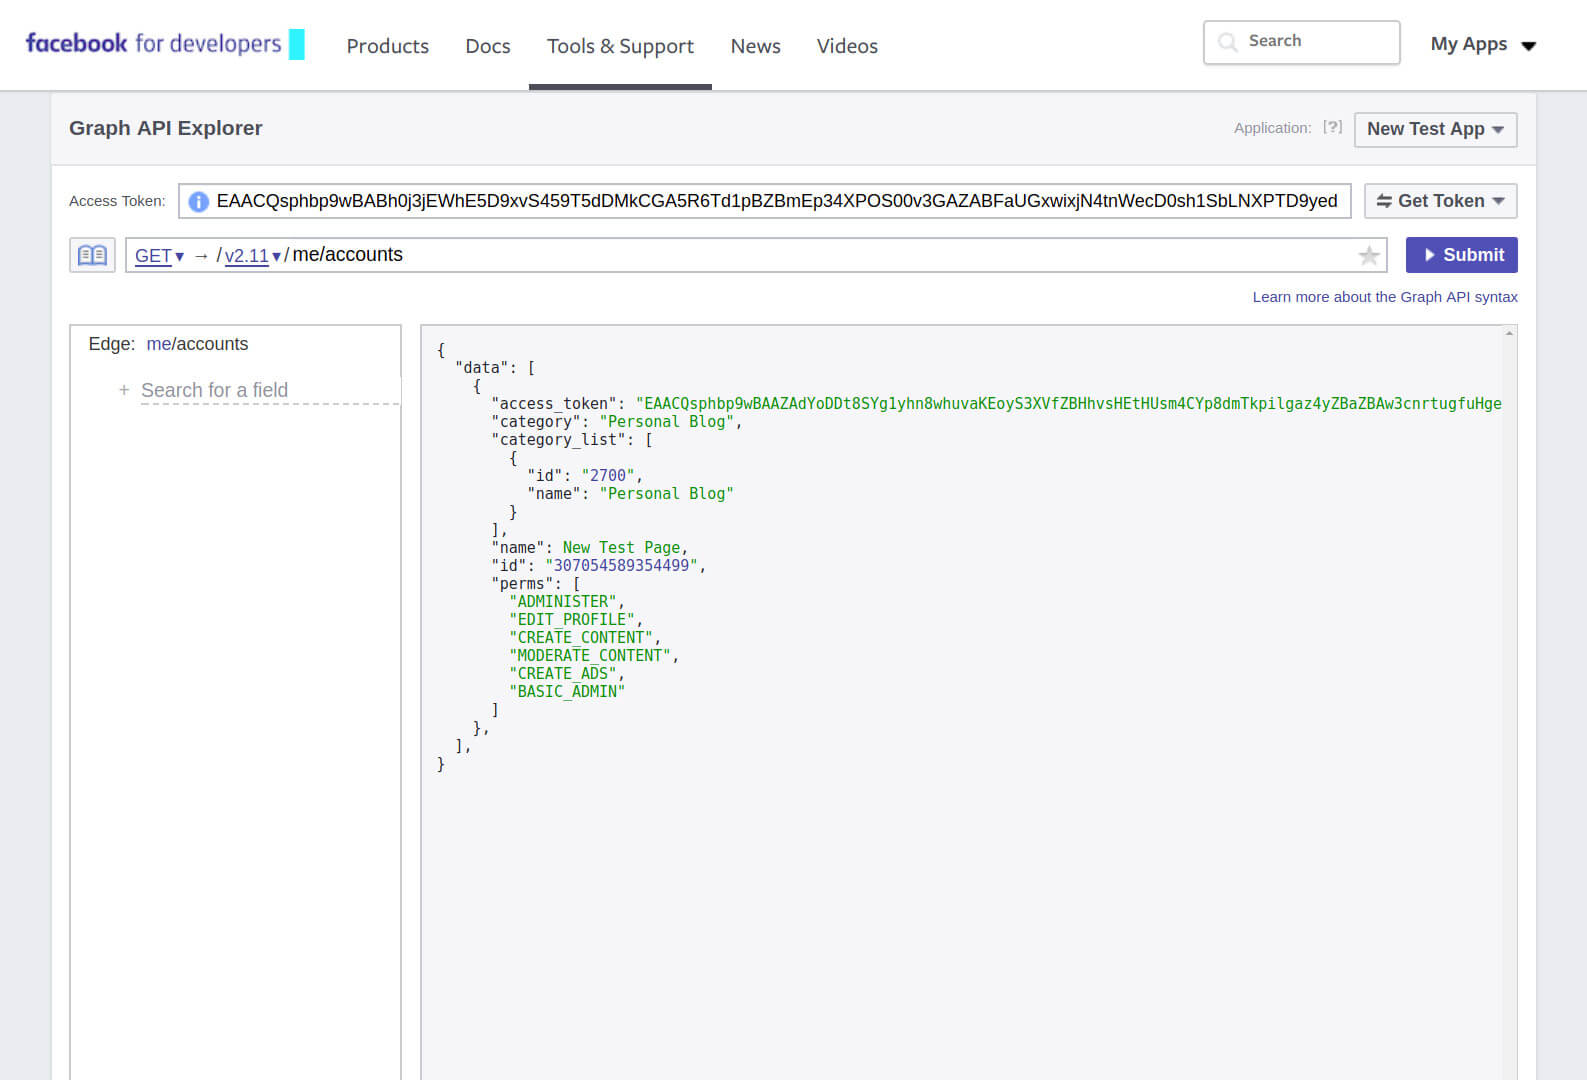 facebook for developers Products Docs Tools & Support News Videos Search My Apps
Graph API Explorer Application: [?] New Test App
Access Token: EAACQsphbp9wBABh0j3jEWhE5D9xvS459T5dDMkCGA5R6Td1pBZBmEp34XPOS00v3GAZABFaUGxwixjN4tnWecD0sh1SbLNXPTD9yed Get Token
GET ▾ → / v2.11 ▾ / me/accounts Submit
Learn more about the Graph API syntax
Edge: me/accounts
+ Search for a field
{
"data": [
{
"access_token": "EAACQsphbp9wBAAZAdYoDDt8SYg1yhn8whuvaKEoyS3XVfZBHhvsHEtHUsm4CYp8dmTkpilgaz4yZBaZBAw3cnrtugfuHge
"category": "Personal Blog",
"category_list": [
{
"id": "2700",
"name": "Personal Blog"
}
],
"name": New Test Page,
"id": "307054589354499",
"perms": [
"ADMINISTER",
"EDIT_PROFILE",
"CREATE_CONTENT",
"MODERATE_CONTENT",
"CREATE_ADS",
"BASIC_ADMIN"
]
},
],
}